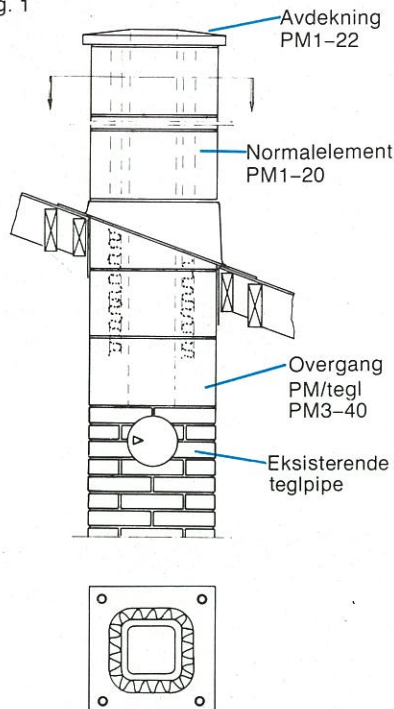 g. 1
Avdekning
PM1–22
Normalelement
PM1–20
Overgang
PM/tegl
PM3–40
Eksisterende
teglpipe